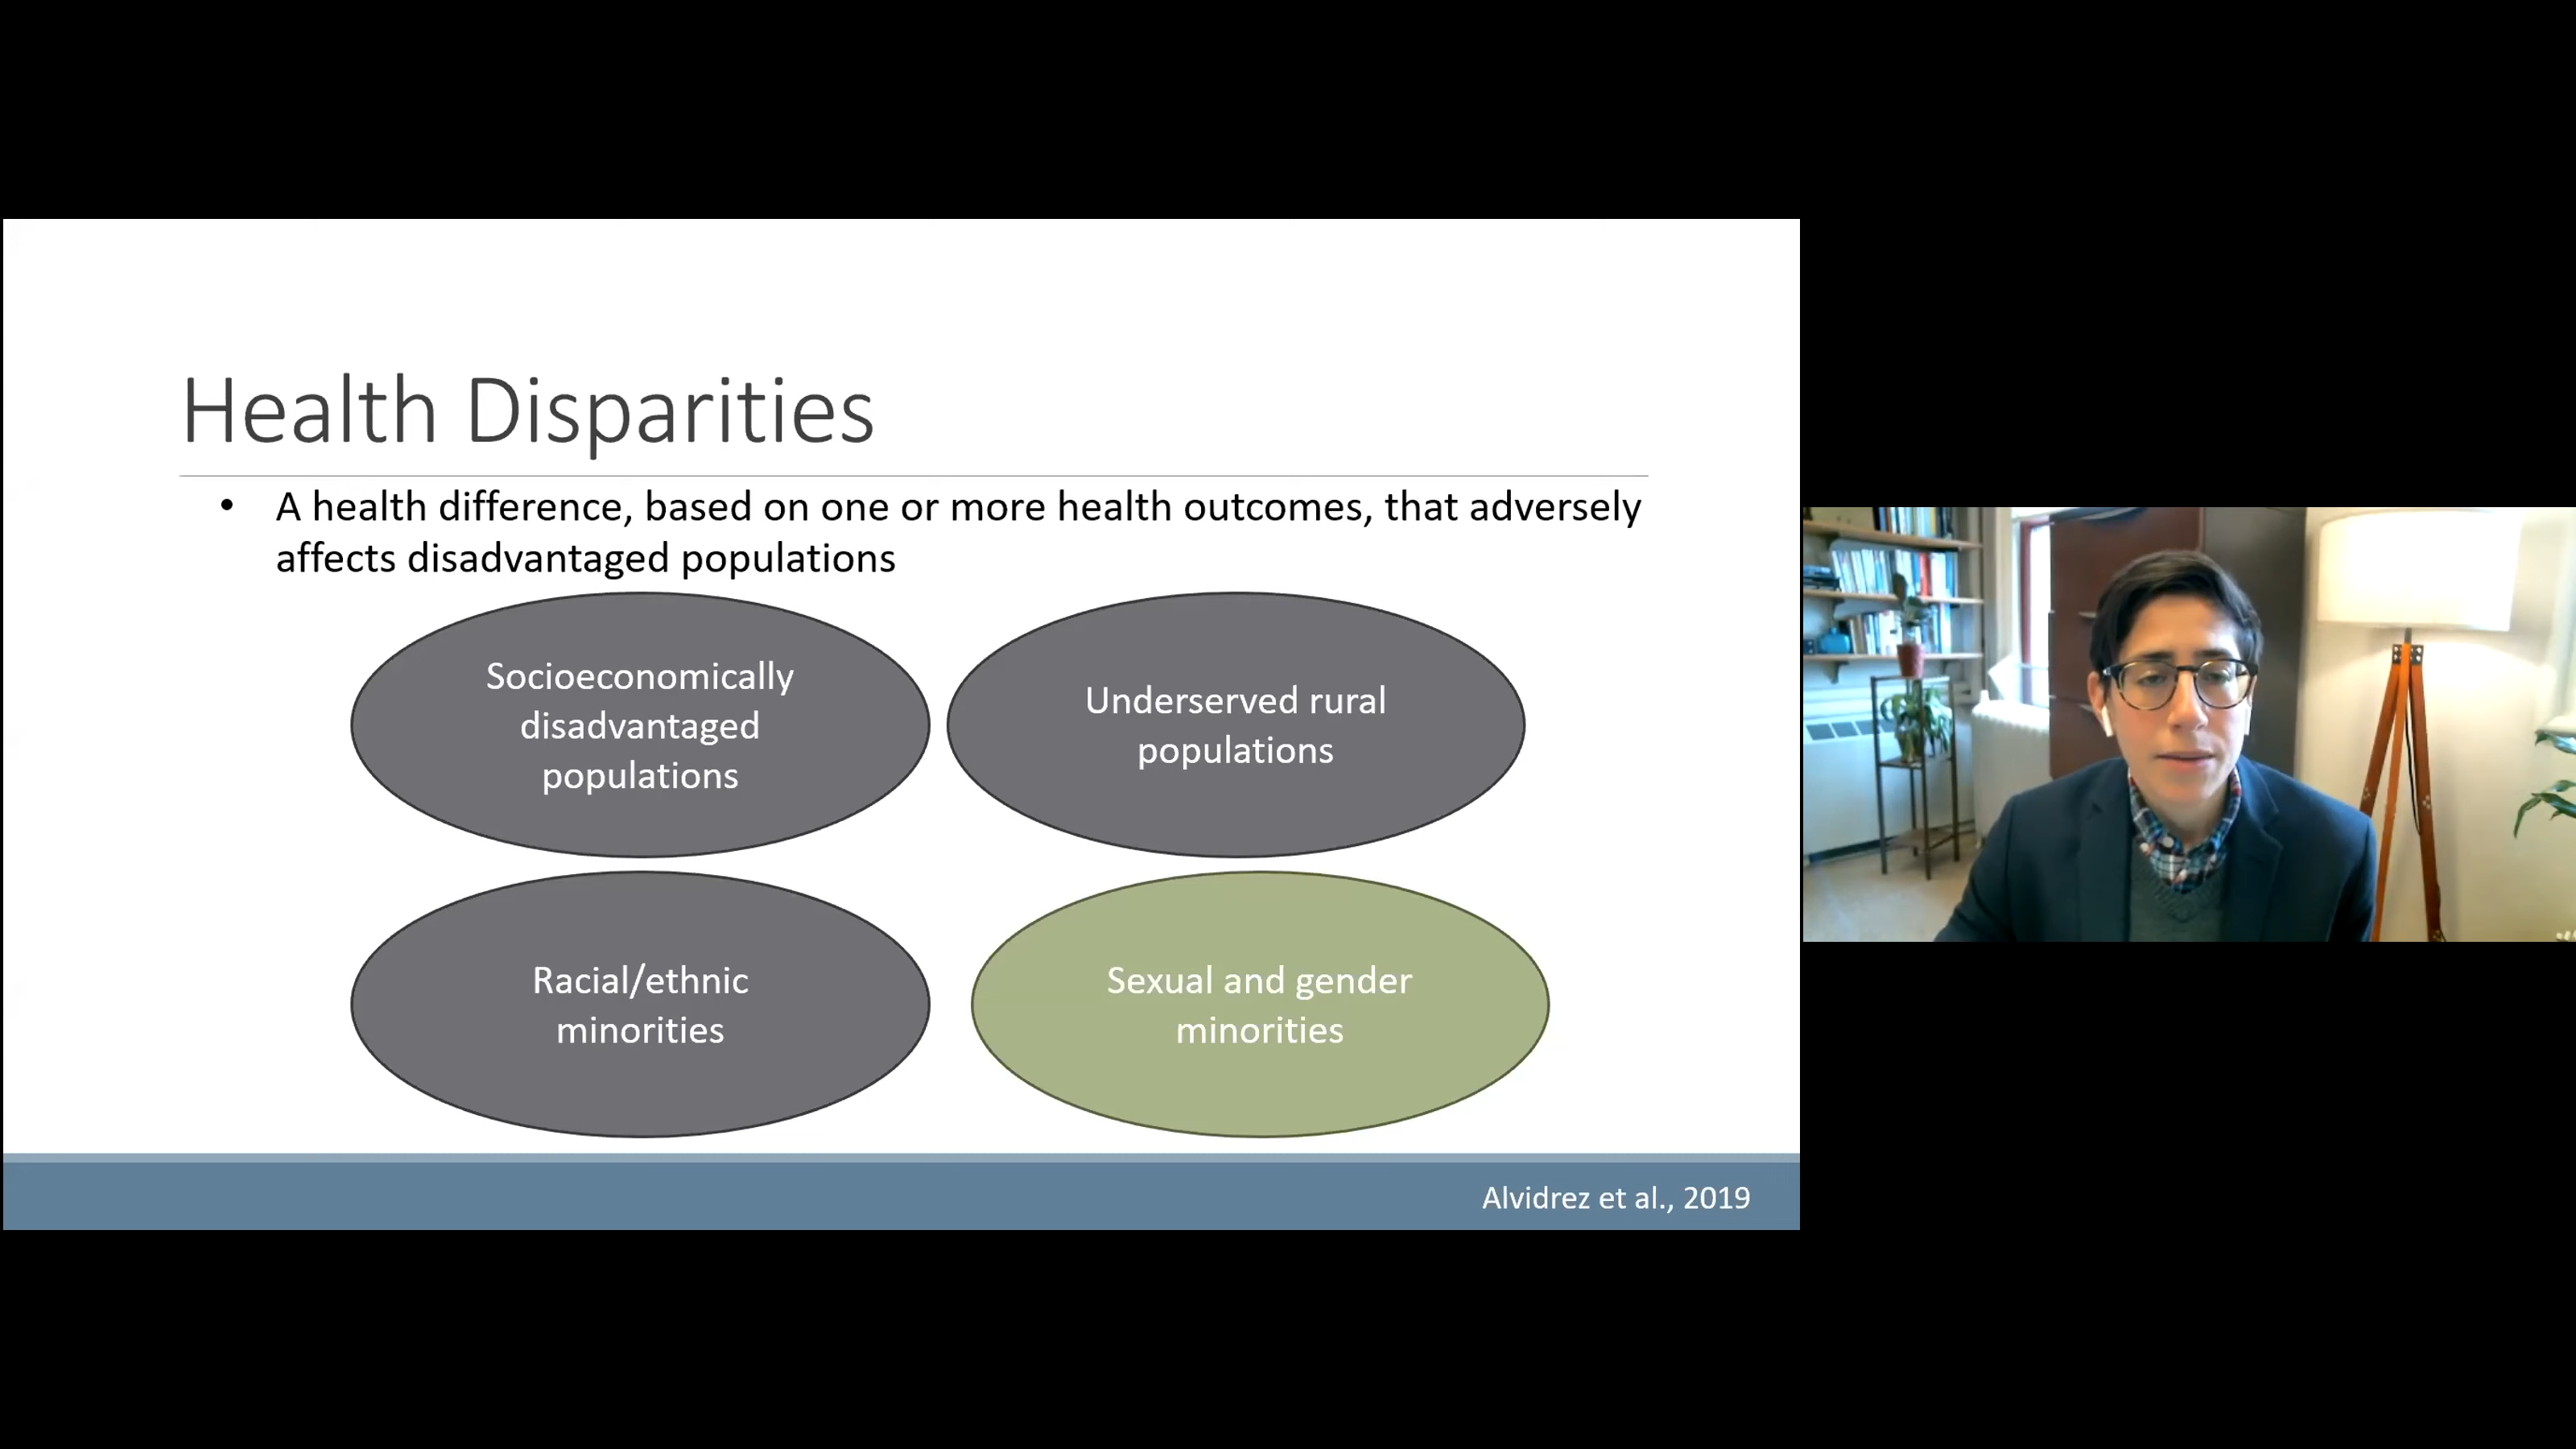 Health Disparities
• A health difference, based on one or more health outcomes, that adversely
affects disadvantaged populations
Socioeconomically
disadvantaged
populations
Underserved rural
populations
Racial/ethnic
minorities
Sexual and gender
minorities
Alvidrez et al., 2019